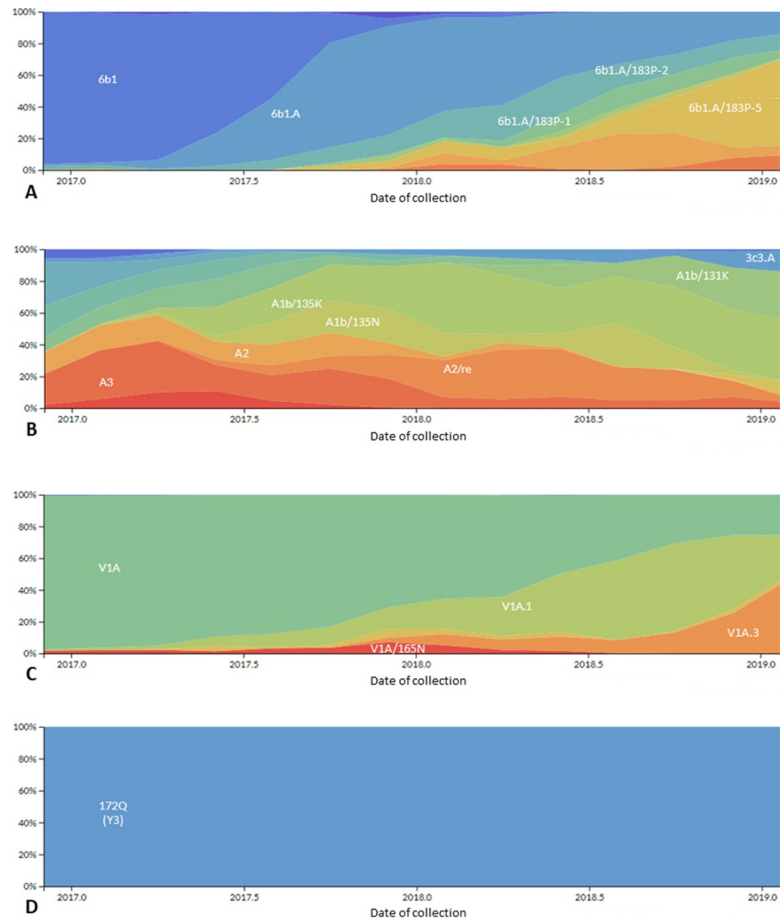 100%
80%
60%
40%
20%
0%
6b1
6b1.A
6b1.A/183P-2
6b1.A/183P-1
6b1.A/183P-5
2017.0 2017.5 2018.0 2018.5 2019.0
A
Date of collection
100%
80%
60%
40%
20%
0%
3c3.A
A1b/131K
A1b/135K
A1b/135N
A2
A2/re
A3
2017.0 2017.5 2018.0 2018.5 2019.0
B
Date of collection
100%
80%
60%
40%
20%
0%
V1A
V1A.1
V1A.3
V1A/165N
2017.0 2017.5 2018.0 2018.5 2019.0
C
Date of collection
100%
80%
60%
40%
20%
0%
172Q
(Y3)
2017.0 2017.5 2018.0 2018.5 2019.0
D
Date of collection